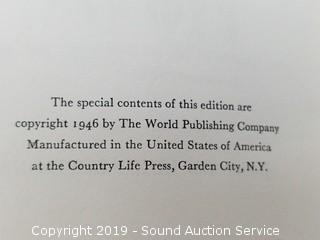 The special contents of this edition are
copyright 1946 by The World Publishing Company
Manufactured in the United States of America
at the Country Life Press, Garden City, N.Y.
Copyright 2019 - Sound Auction Service